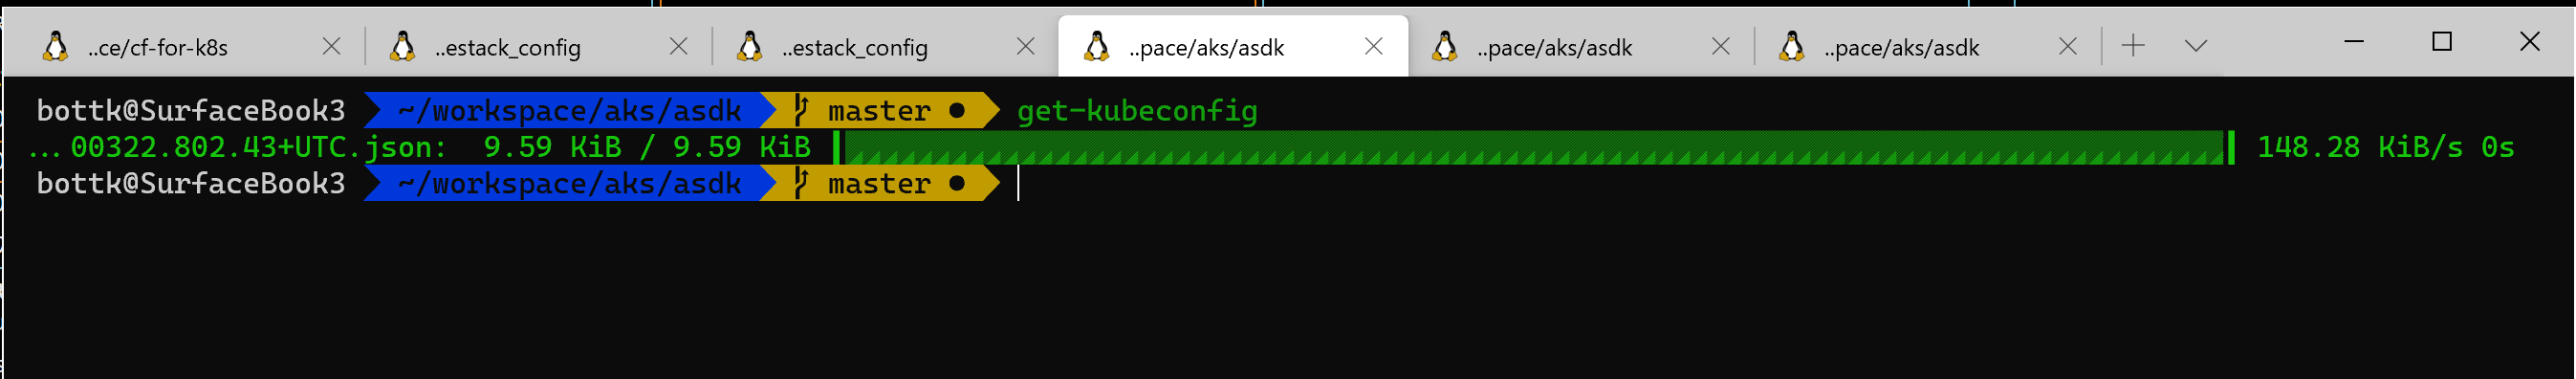 ..ce/cf-for-k8s ..estack_config ..estack_config ..pace/aks/asdk ..pace/aks/asdk ..pace/aks/asdk
bottk@SurfaceBook3 ~/workspace/aks/asdk master ● get-kubeconfig
...00322.802.43+UTC.json: 9.59 KiB / 9.59 KiB 148.28 KiB/s 0s
bottk@SurfaceBook3 ~/workspace/aks/asdk master ●